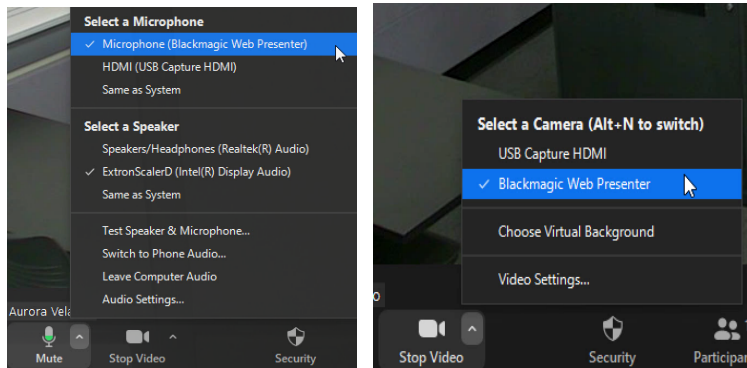 Select a Microphone
Microphone (Blackmagic Web Presenter)
HDMI (USB Capture HDMI)
Same as System
Select a Speaker
Speakers/Headphones (Realtek(R) Audio)
ExtronScalerD (Intel(R) Display Audio)
Same as System
Test Speaker & Microphone...
Switch to Phone Audio...
Leave Computer Audio
Audio Settings...
Aurora Vela
Mute
Stop Video
Security
Select a Camera (Alt+N to switch)
USB Capture HDMI
Blackmagic Web Presenter
Choose Virtual Background
Video Settings...
o
Stop Video
Security
Participan